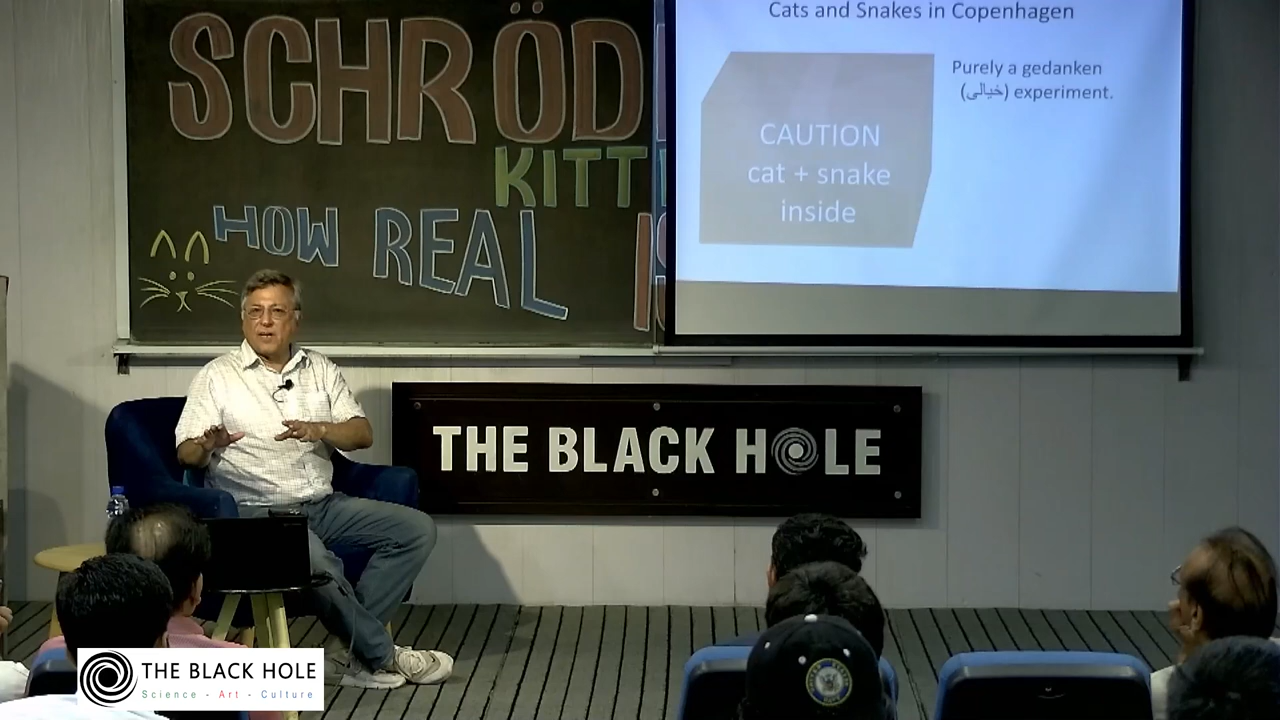 SCHRÖD
KITT
HOW REAL
Cats and Snakes in Copenhagen
CAUTION
cat + snake
inside
Purely a gedanken
(خیالی) experiment.
THE BLACK HOLE
THE BLACK HOLE
Science - Art - Culture